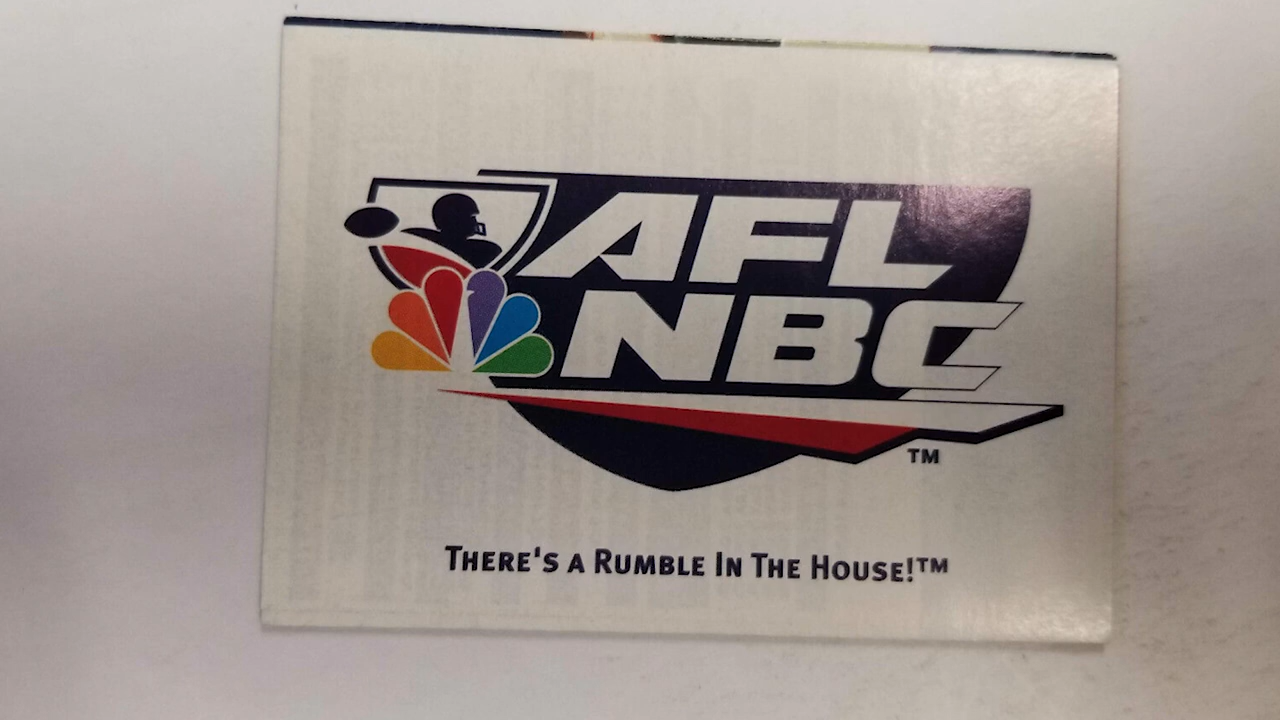 AFL
NBC
TM
THERE'S A RUMBLE IN THE HOUSE!™